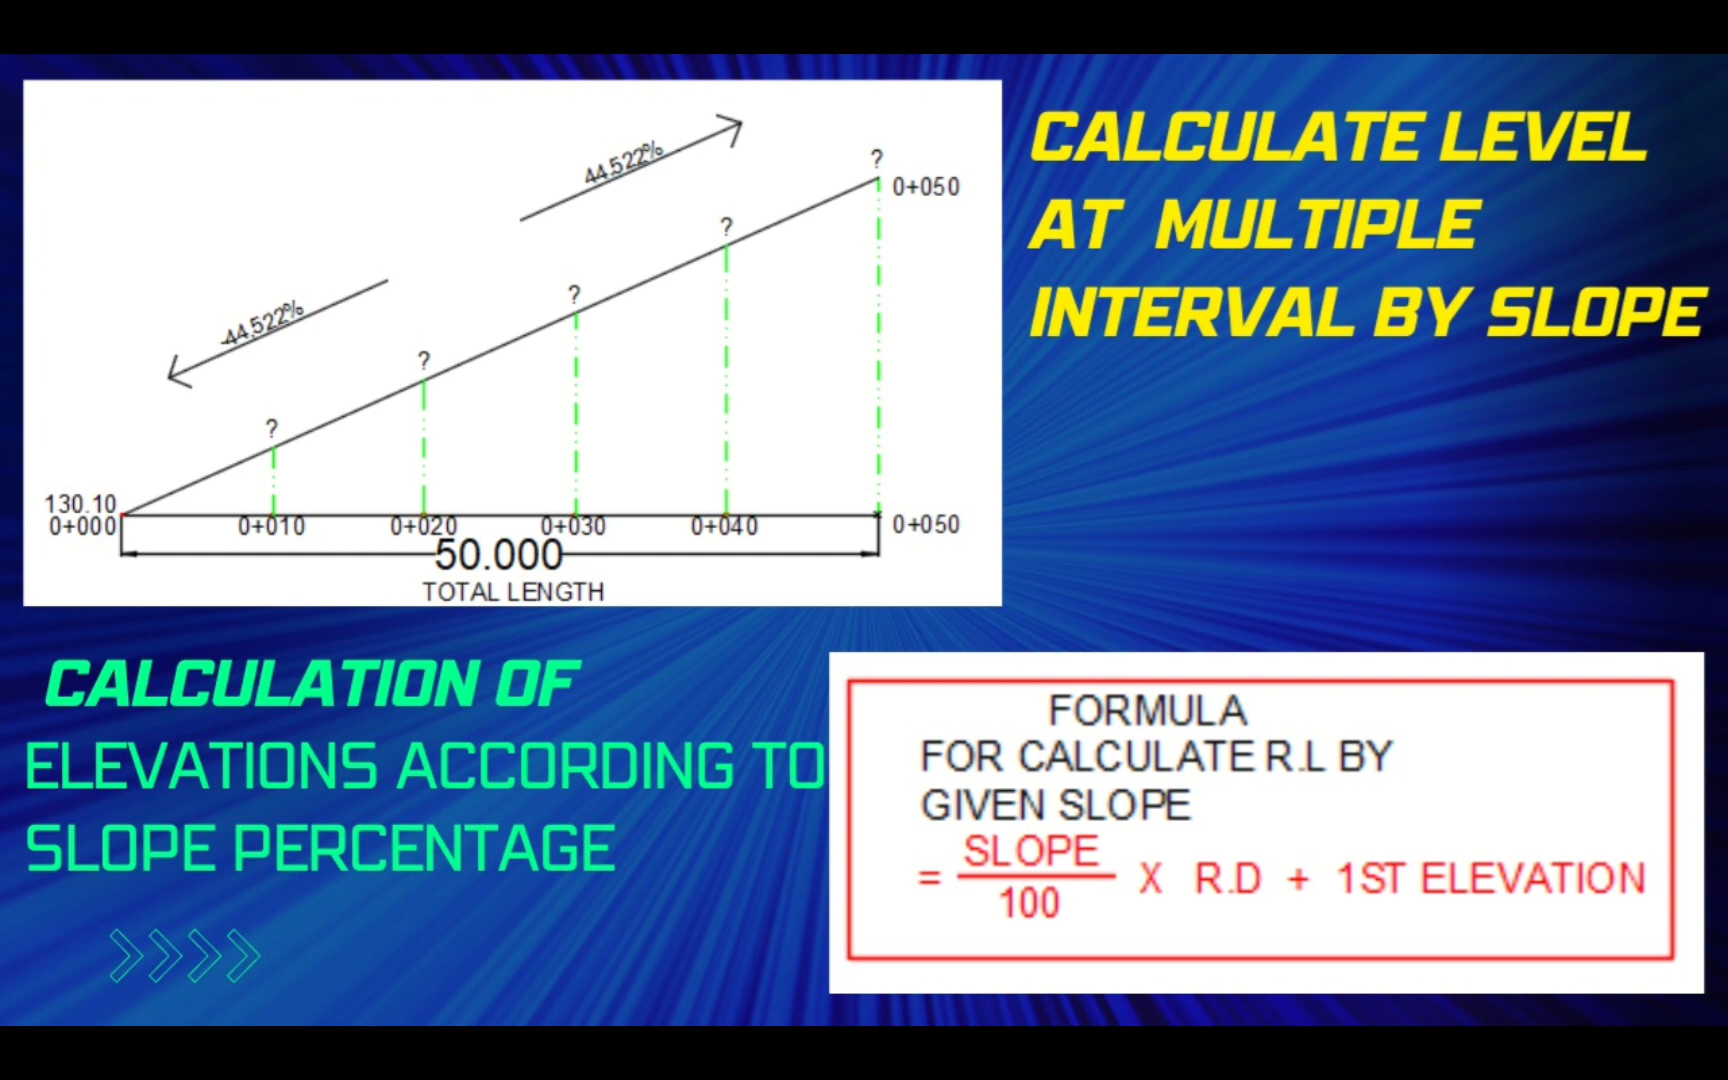 CALCULATE LEVEL
AT MULTIPLE
INTERVAL BY SLOPE
44.522%
-44.522%
?
?
?
?
?
0+050
130.10
0+000
0+010
0+020
0+030
0+040
0+050
50.000
TOTAL LENGTH
CALCULATION OF
ELEVATIONS ACCORDING TO
SLOPE PERCENTAGE
FORMULA
FOR CALCULATE R.L BY
GIVEN SLOPE
= SLOPE/100 X R.D + 1ST ELEVATION